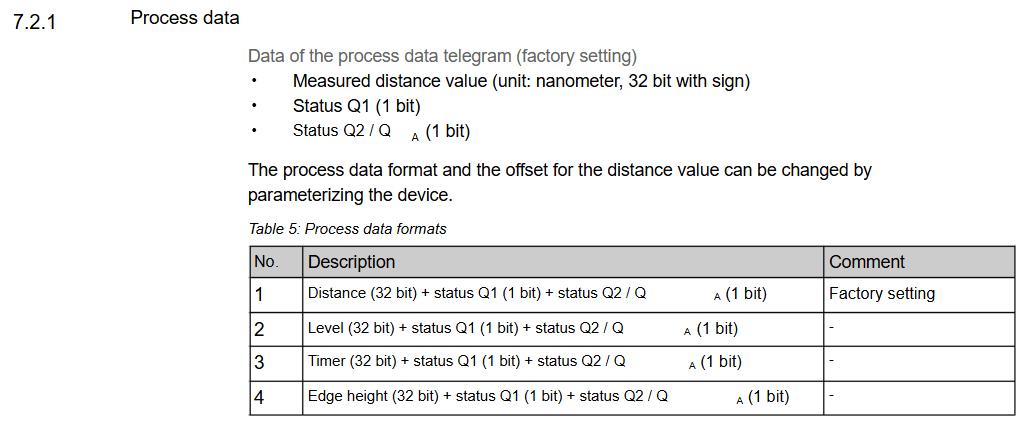 7.2.1 Process data
Data of the process data telegram (factory setting)
• Measured distance value (unit: nanometer, 32 bit with sign)
• Status Q1 (1 bit)
• Status Q2 / Q A (1 bit)
The process data format and the offset for the distance value can be changed by
parameterizing the device.
Table 5: Process data formats
No. Description Comment
1 Distance (32 bit) + status Q1 (1 bit) + status Q2 / Q A (1 bit) Factory setting
2 Level (32 bit) + status Q1 (1 bit) + status Q2 / Q A (1 bit) -
3 Timer (32 bit) + status Q1 (1 bit) + status Q2 / Q A (1 bit) -
4 Edge height (32 bit) + status Q1 (1 bit) + status Q2 / Q A (1 bit) -